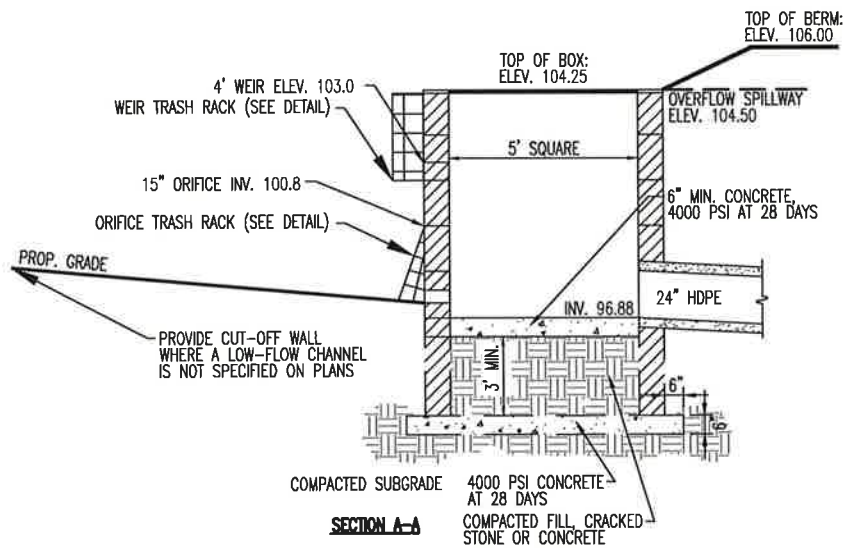 TOP OF BERM:
ELEV. 106.00
TOP OF BOX:
ELEV. 104.25
4' WEIR ELEV. 103.0
WEIR TRASH RACK (SEE DETAIL)
OVERFLOW SPILLWAY
ELEV. 104.50
5' SQUARE
15" ORIFICE INV. 100.8
6" MIN. CONCRETE,
4000 PSI AT 28 DAYS
ORIFICE TRASH RACK (SEE DETAIL)
PROP. GRADE
24" HDPE
INV. 96.88
PROVIDE CUT-OFF WALL
WHERE A LOW-FLOW CHANNEL
IS NOT SPECIFIED ON PLANS
3' MIN.
6"
6"
COMPACTED SUBGRADE
4000 PSI CONCRETE
AT 28 DAYS
SECTION A-A
COMPACTED FILL, CRACKED
STONE OR CONCRETE